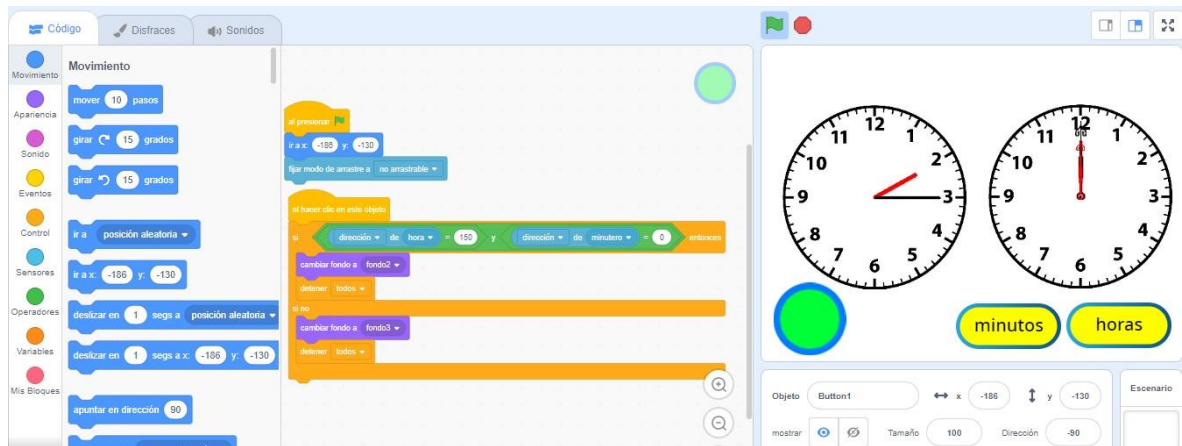 Código
Disfraces
Sonidos
Movimiento
Apariencia
Sonido
Eventos
Control
Sensores
Operadores
Variables
Mis Bloques
Movimiento
mover 10 pasos
girar 15 grados
girar 15 grados
ir a posición aleatoria
ir a x: -186 y: -130
deslizar en 1 segs a posición aleatoria
deslizar en 1 segs a x: -186 y: -130
apuntar en dirección 90
al presionar
ir a x: -186 y: -130
fijar modo de arrastre a no arrastrable
al hacer clic en este objeto
si dirección de hora = 150 y dirección de minutero = 0 entonces
cambiar fondo a fondo2
detener todos
si no
cambiar fondo a fondo3
detener todos
12
1
2
3
4
5
6
7
8
9
10
11
12
1
2
3
4
5
6
7
8
9
10
11
minutos
horas
Objeto Button1 x -186 y -130
mostrar Tamaño 100 Dirección -90
Escenario